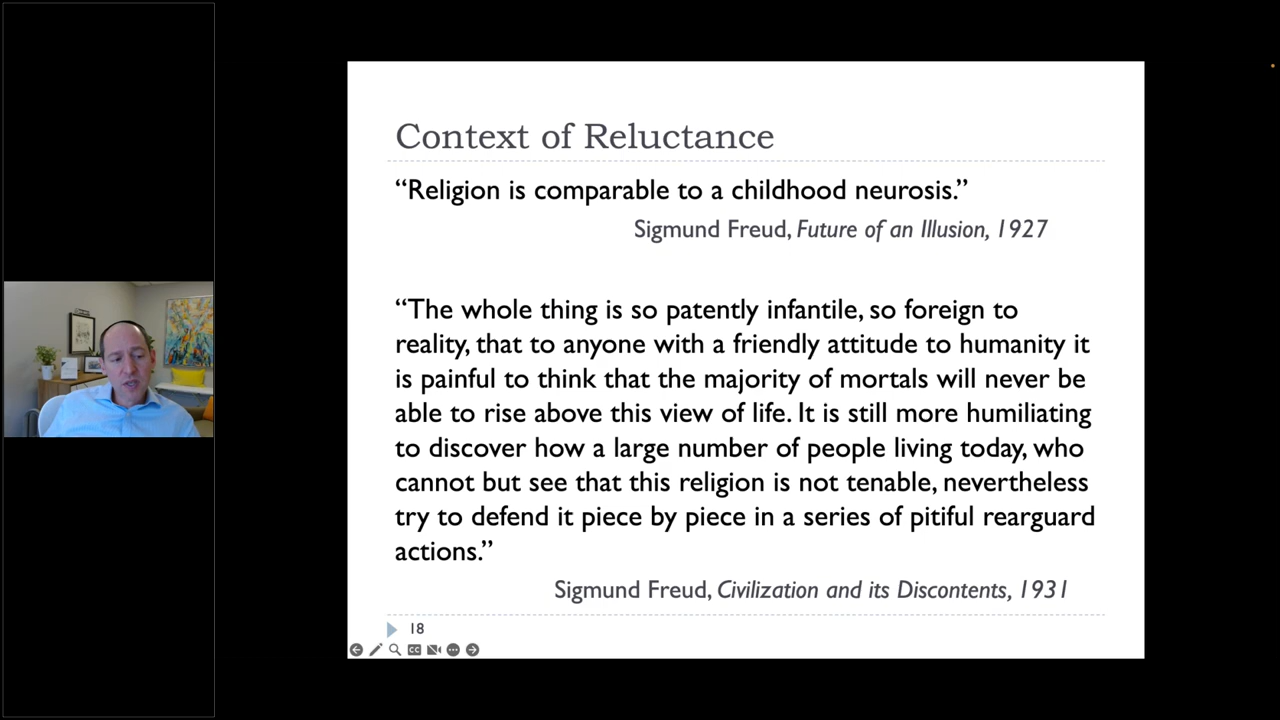 Context of Reluctance
“Religion is comparable to a childhood neurosis.”
Sigmund Freud, Future of an Illusion, 1927
“The whole thing is so patently infantile, so foreign to
reality, that to anyone with a friendly attitude to humanity it
is painful to think that the majority of mortals will never be
able to rise above this view of life. It is still more humiliating
to discover how a large number of people living today, who
cannot but see that this religion is not tenable, nevertheless
try to defend it piece by piece in a series of pitiful rearguard
actions.”
Sigmund Freud, Civilization and its Discontents, 1931
18
CC